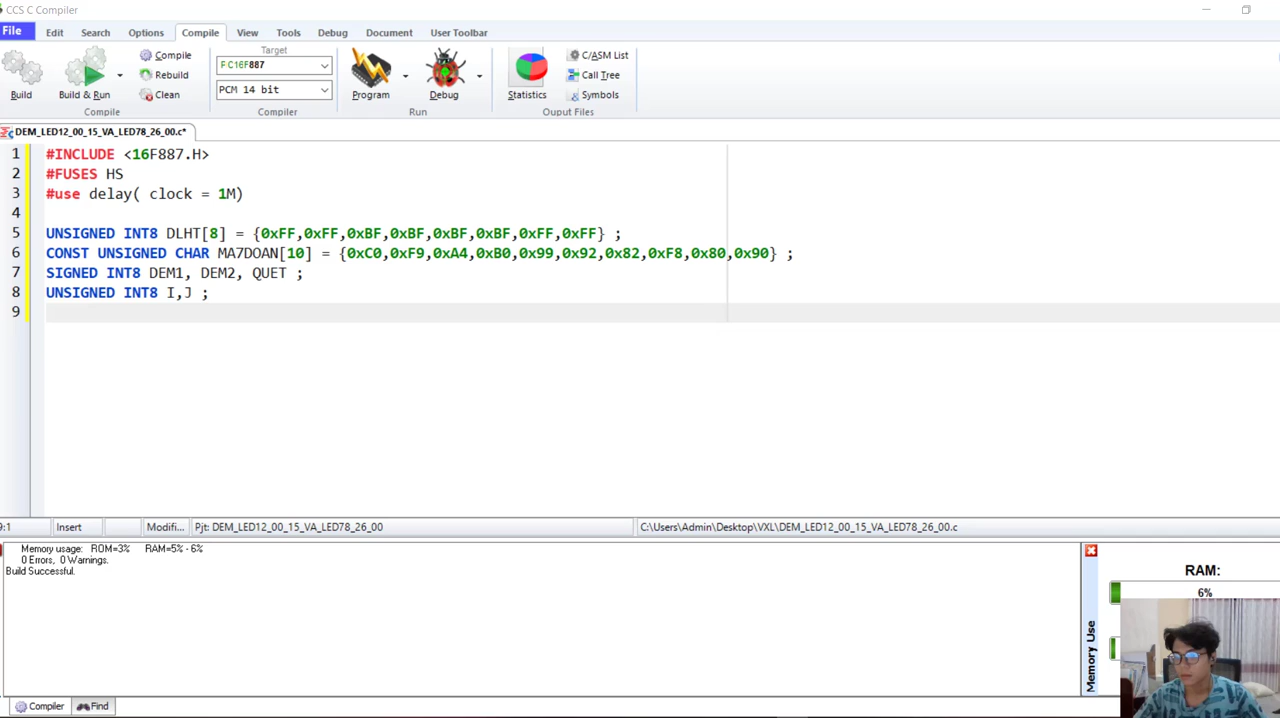 CCS C Compiler
File Edit Search Options Compile View Tools Debug Document User Toolbar
Build
Build & Run
Compile
Rebuild
Clean
Compile
Target
F C16F887
PCM 14 bit
Compiler
Program
Debug
Run
Statistics
C/ASM List
Call Tree
Symbols
Ouput Files
DEM_LED12_00_15_VA_LED78_26_00.c*
1 #INCLUDE <16F887.H>
2 #FUSES HS
3 #use delay( clock = 1M)
4
5 UNSIGNED INT8 DLHT[8] = {0xFF,0xFF,0xBF,0xBF,0xBF,0xBF,0xFF,0xFF} ;
6 CONST UNSIGNED CHAR MA7DOAN[10] = {0xC0,0xF9,0xA4,0xB0,0x99,0x92,0x82,0xF8,0x80,0x90} ;
7 SIGNED INT8 DEM1, DEM2, QUET ;
8 UNSIGNED INT8 I,J ;
9
9:1 Insert Modifi... Pjt: DEM_LED12_00_15_VA_LED78_26_00 C:\Users\Admin\Desktop\VXL\DEM_LED12_00_15_VA_LED78_26_00.c
Memory usage: ROM=3% RAM=5% - 6%
0 Errors, 0 Warnings.
Build Successful.
Memory Use
RAM:
6%
Compiler Find